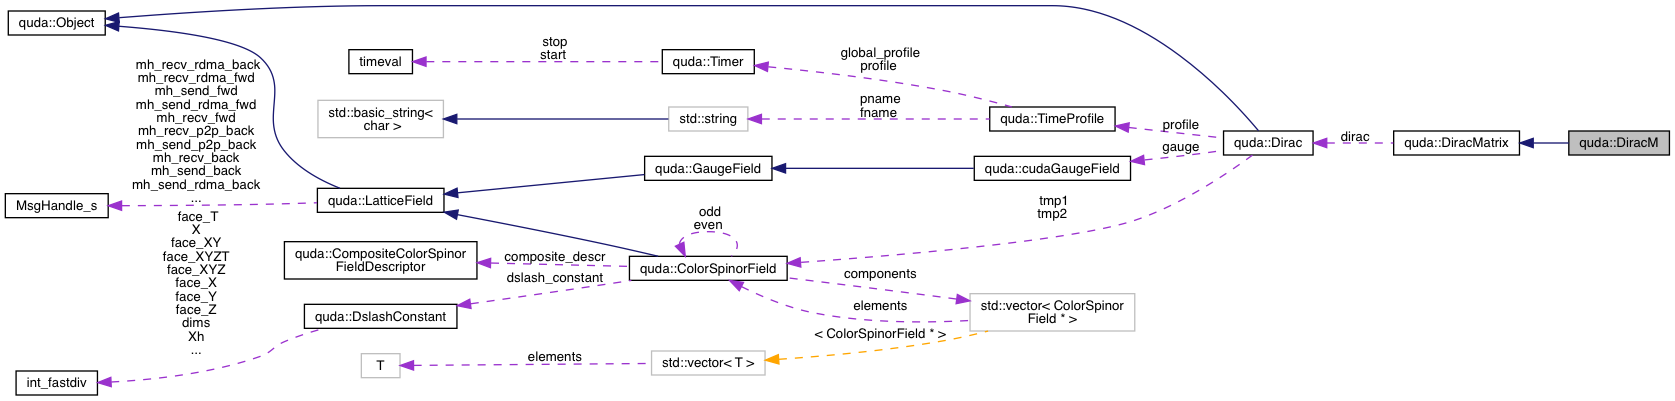 quda::Object
mh_recv_rdma_back
mh_recv_rdma_fwd
mh_send_fwd
mh_send_rdma_fwd
mh_recv_fwd
mh_recv_p2p_back
mh_send_p2p_back
mh_recv_back
mh_send_back
mh_send_rdma_back
...
MsgHandle_s
face_T
X
face_XY
face_XYZT
face_XYZ
face_X
face_Y
face_Z
dims
Xh
...
int_fastdiv
timeval
stop
start
quda::Timer
global_profile
profile
std::basic_string<
char >
std::string
pname
fname
quda::TimeProfile
profile
gauge
quda::Dirac
dirac
quda::DiracMatrix
quda::DiracM
quda::GaugeField
quda::cudaGaugeField
quda::LatticeField
tmp1
tmp2
odd
even
quda::CompositeColorSpinor
FieldDescriptor
composite_descr
dslash_constant
quda::ColorSpinorField
components
elements
std::vector< ColorSpinor
Field * >
quda::DslashConstant
< ColorSpinorField * >
T
elements
std::vector< T >